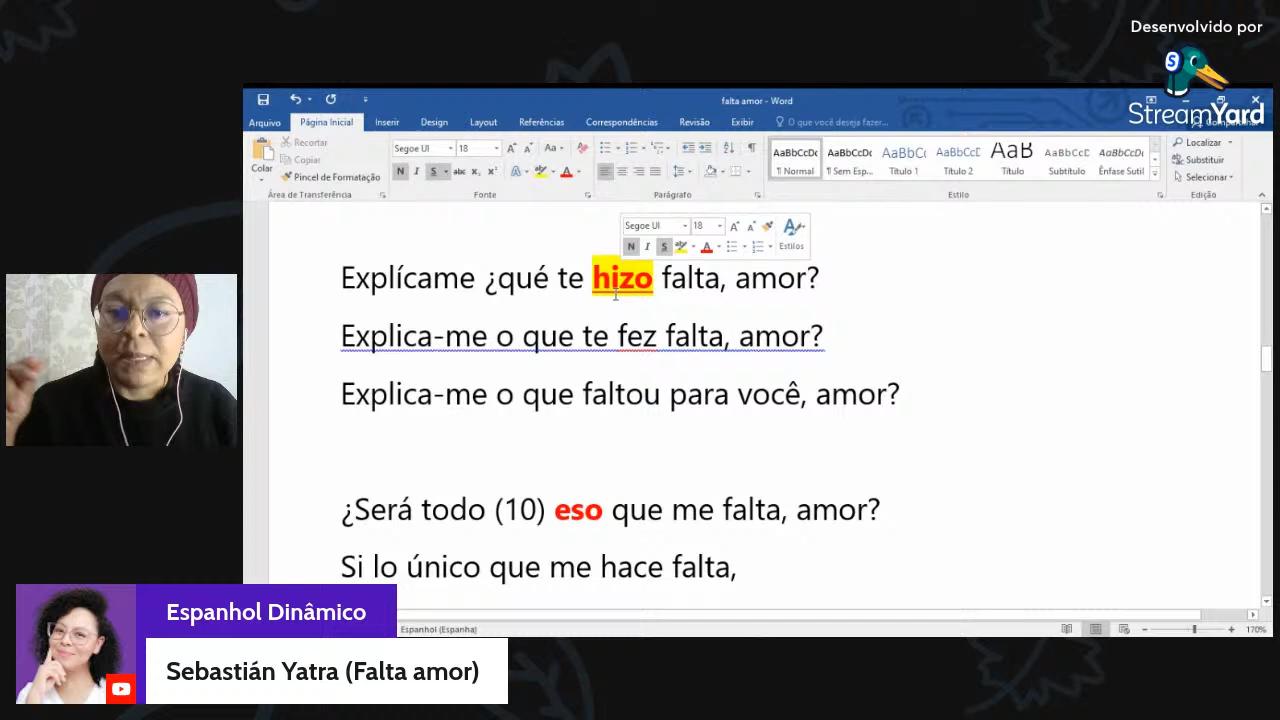 Desenvolvido por
StreamYard
falta amor - Word
Arquivo Página Inicial Inserir Design Layout Referências Correspondências Revisão Exibir O que você deseja fazer...
Colar
Recortar
Copiar
Pincel de Formatação
Área de Transferência
Segoe UI 18
N I S abc x₂ x²
Fonte
Parágrafo
AaBbCcDc ¶ Normal
AaBbCcDc ¶ Sem Esp...
AaBbCc Título 1
AaBbCcD Título 2
AaB Título
AaBbCcD Subtítulo
AaBbCcDc Ênfase Sutil
Estilo
Localizar
Substituir
Selecionar
Edição
Segoe UI 18
N I S
Estilos
Explícame ¿qué te hizo falta, amor?
Explica-me o que te fez falta, amor?
Explica-me o que faltou para você, amor?
¿Será todo (10) eso que me falta, amor?
Si lo único que me hace falta,
Espanhol (Espanha)
170%
Espanhol Dinâmico
Sebastián Yatra (Falta amor)